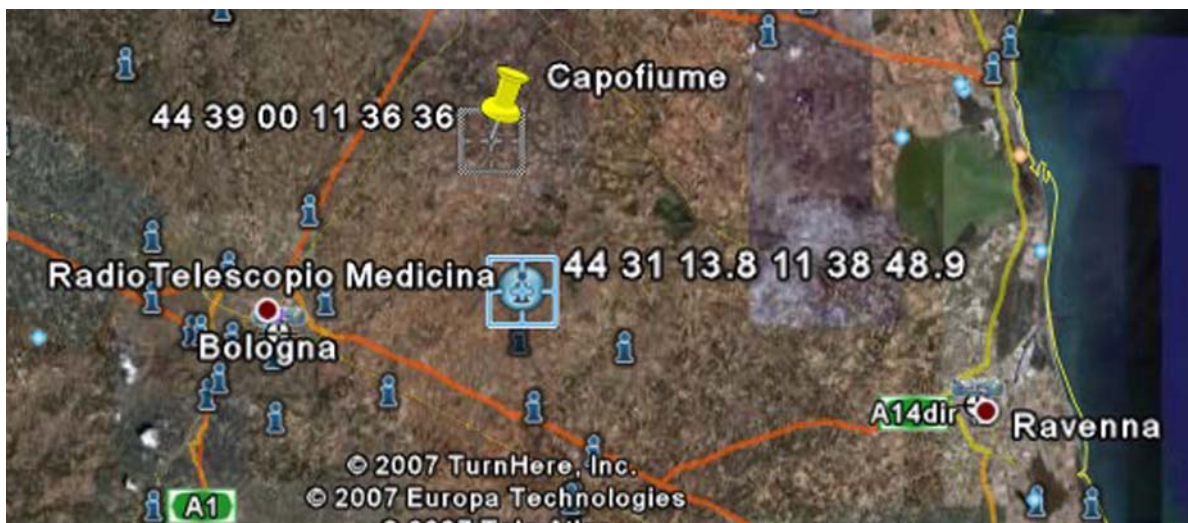 Capofiume
44 39 00 11 36 36
44 31 13.8 11 38 48.9
RadioTelescopio Medicina
Bologna
A14dir
Ravenna
© 2007 TurnHere, Inc.
© 2007 Europa Technologies
A1